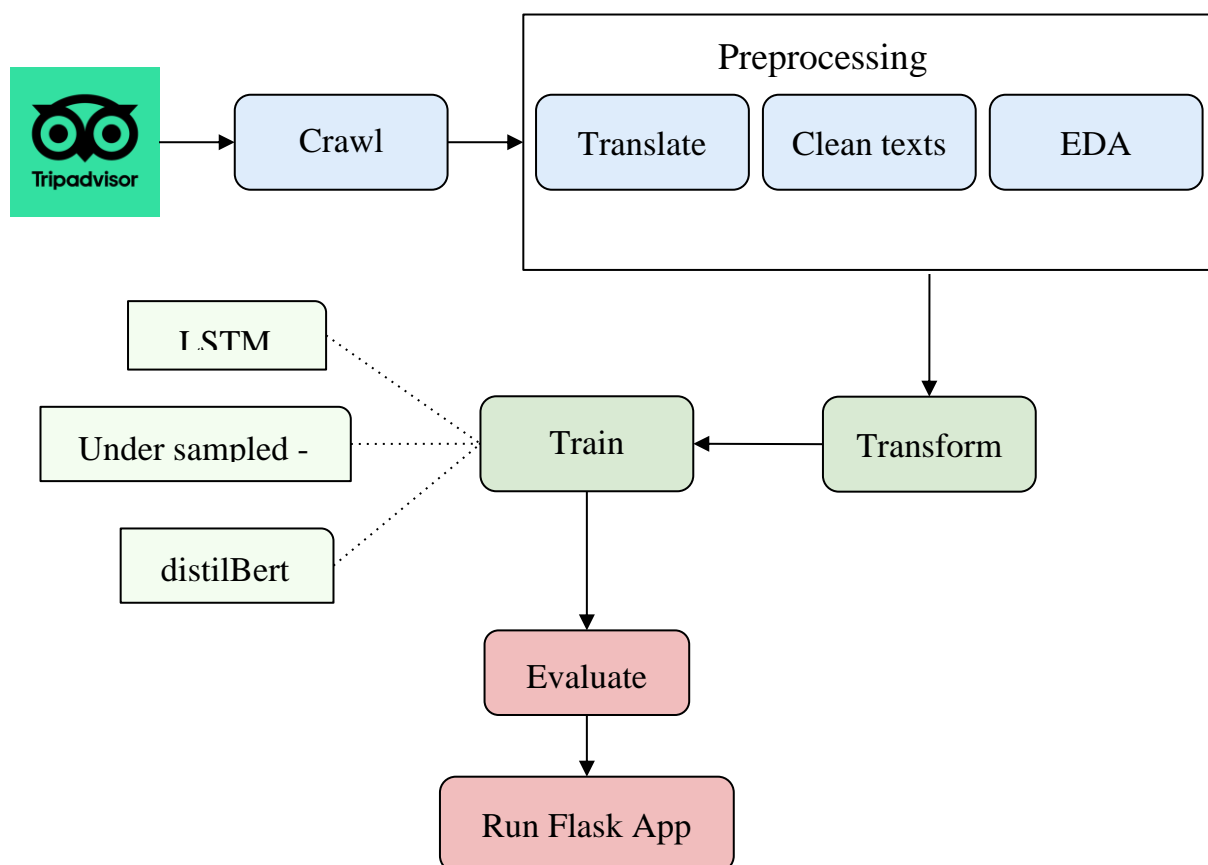 Preprocessing
Tripadvisor
Crawl
Translate
Clean texts
EDA
LSTM
Under sampled -
distilBert
Train
Transform
Evaluate
Run Flask App